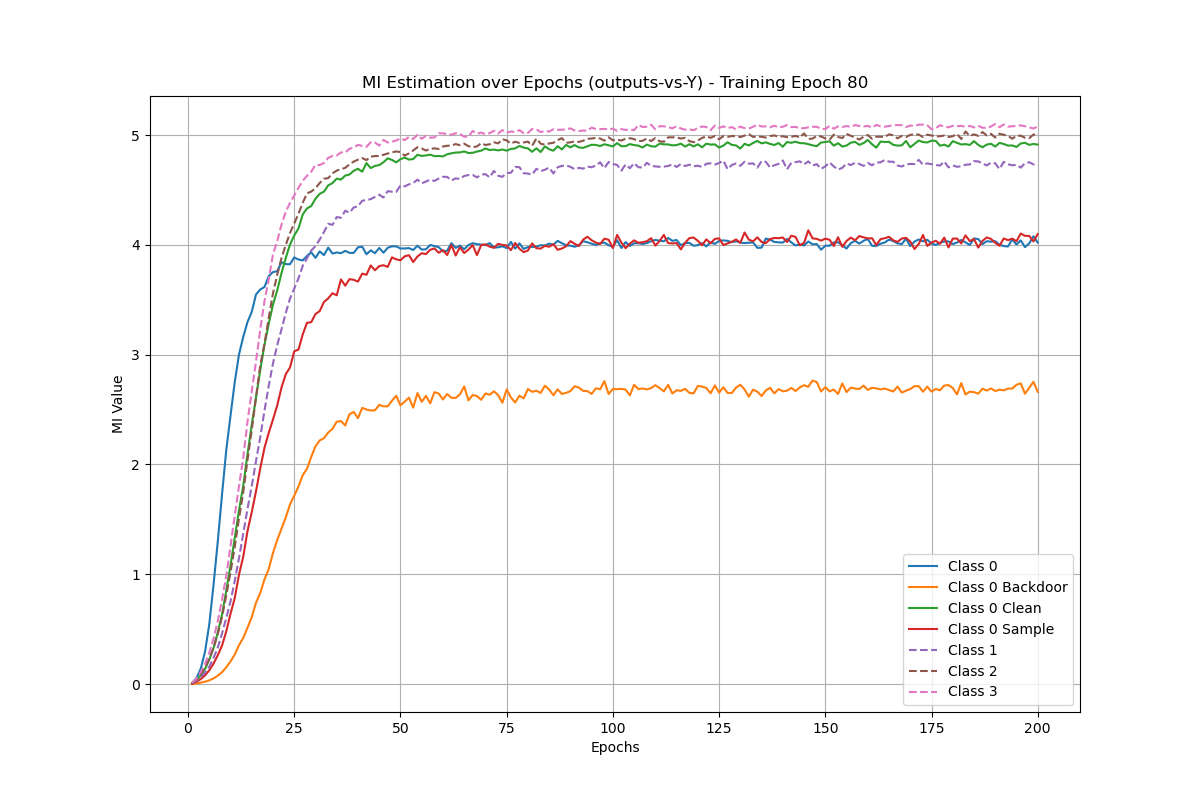 MI Estimation over Epochs (outputs-vs-Y) - Training Epoch 80
MI Value
5
4
3
2
1
0
0 25 50 75 100 125 150 175 200
Epochs
Class 0
Class 0 Backdoor
Class 0 Clean
Class 0 Sample
Class 1
Class 2
Class 3